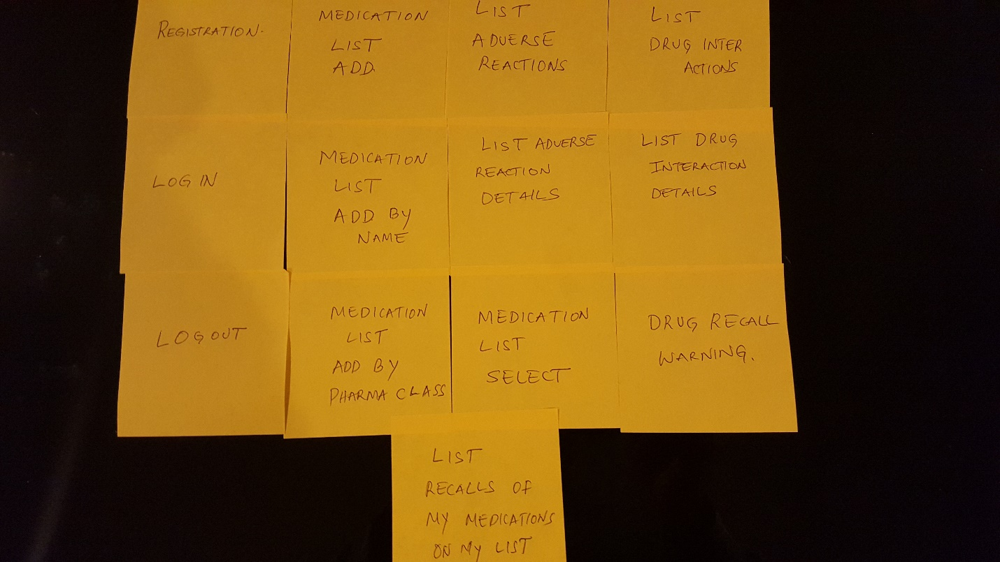 REGISTRATION.
MEDICATION
LIST
ADD.
LIST
ADVERSE
REACTIONS
LIST
DRUG INTER
ACTIONS
LOG IN
MEDICATION
LIST
ADD BY
NAME
LIST ADVERSE
REACTION
DETAILS
LIST DRUG
INTERACTION
DETAILS
LOGOUT
MEDICATION
LIST
ADD BY
PHARMA CLASS
MEDICATION
LIST
SELECT
DRUG RECALL
WARNING.
LIST
RECALLS OF
MY MEDICATIONS
ON MY LIST